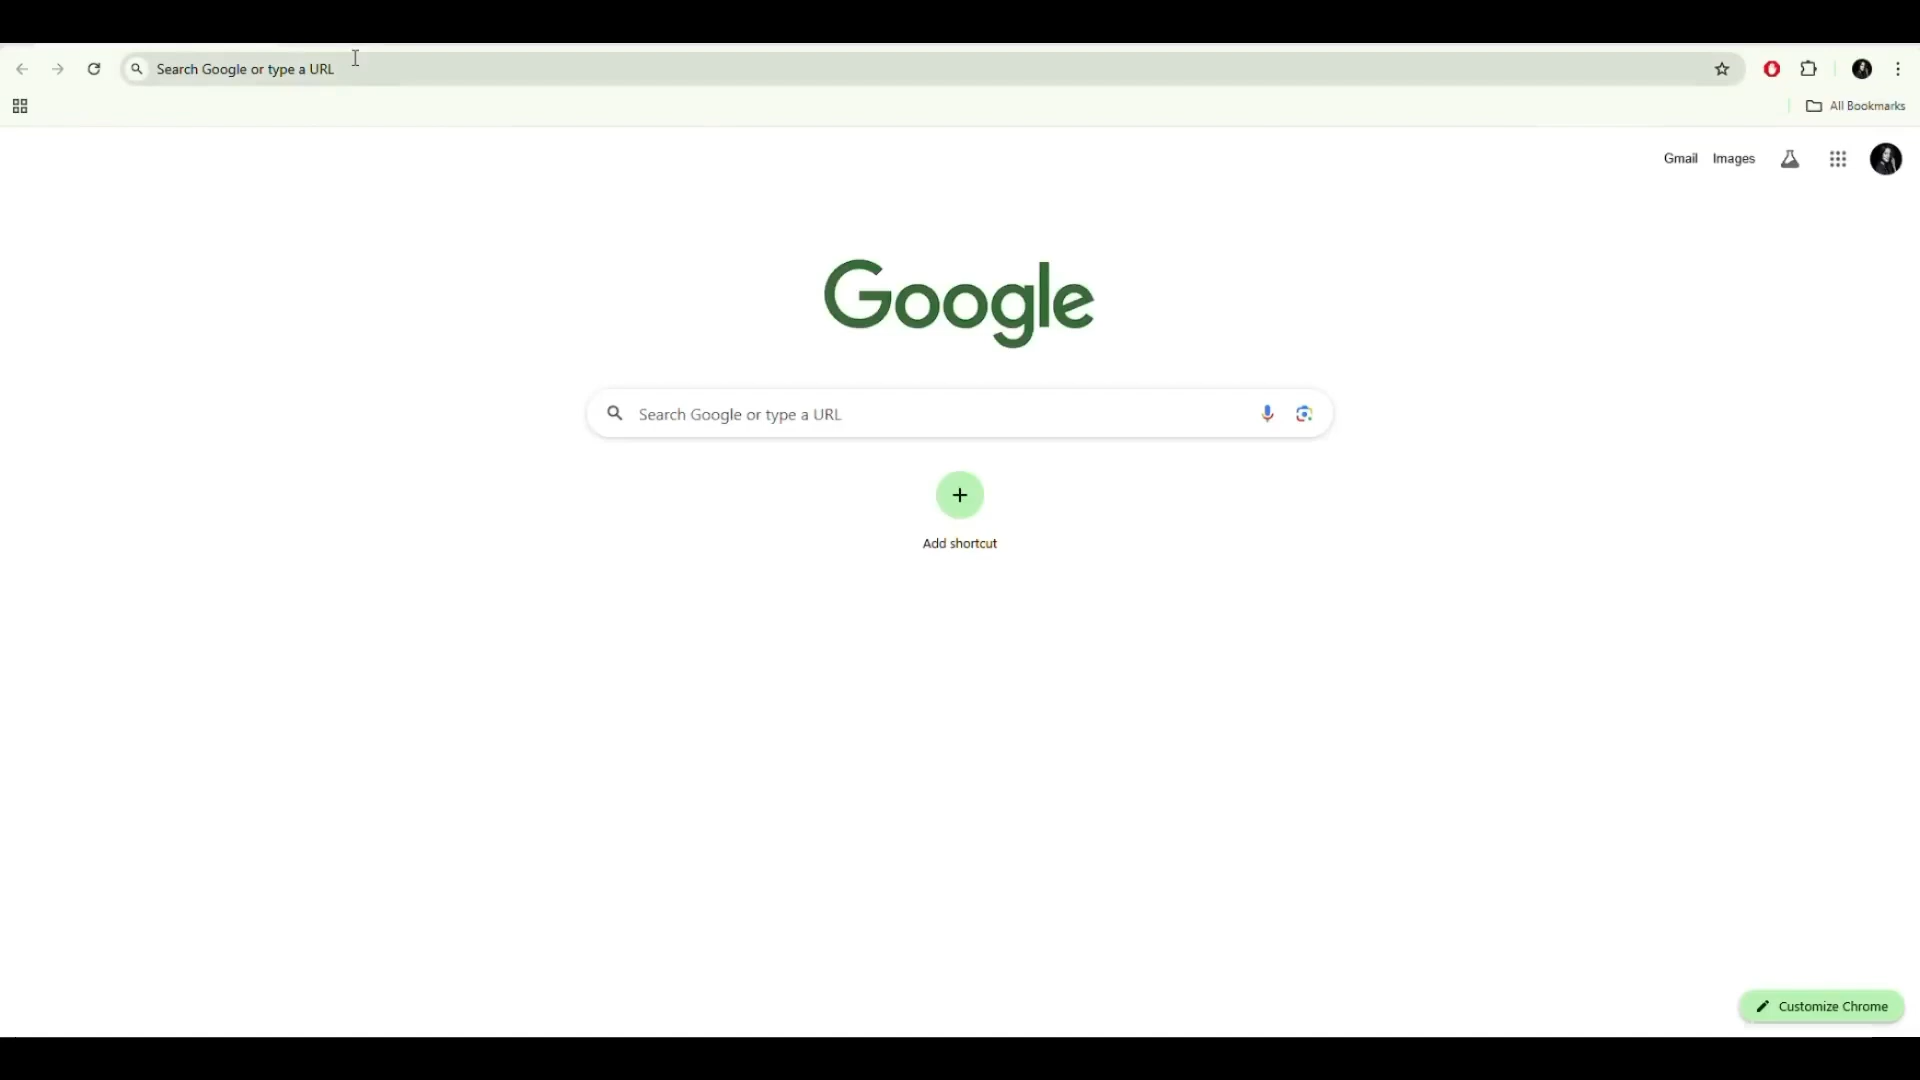 Search Google or type a URL
All Bookmarks
Gmail Images
Google
Search Google or type a URL
Add shortcut
Customize Chrome